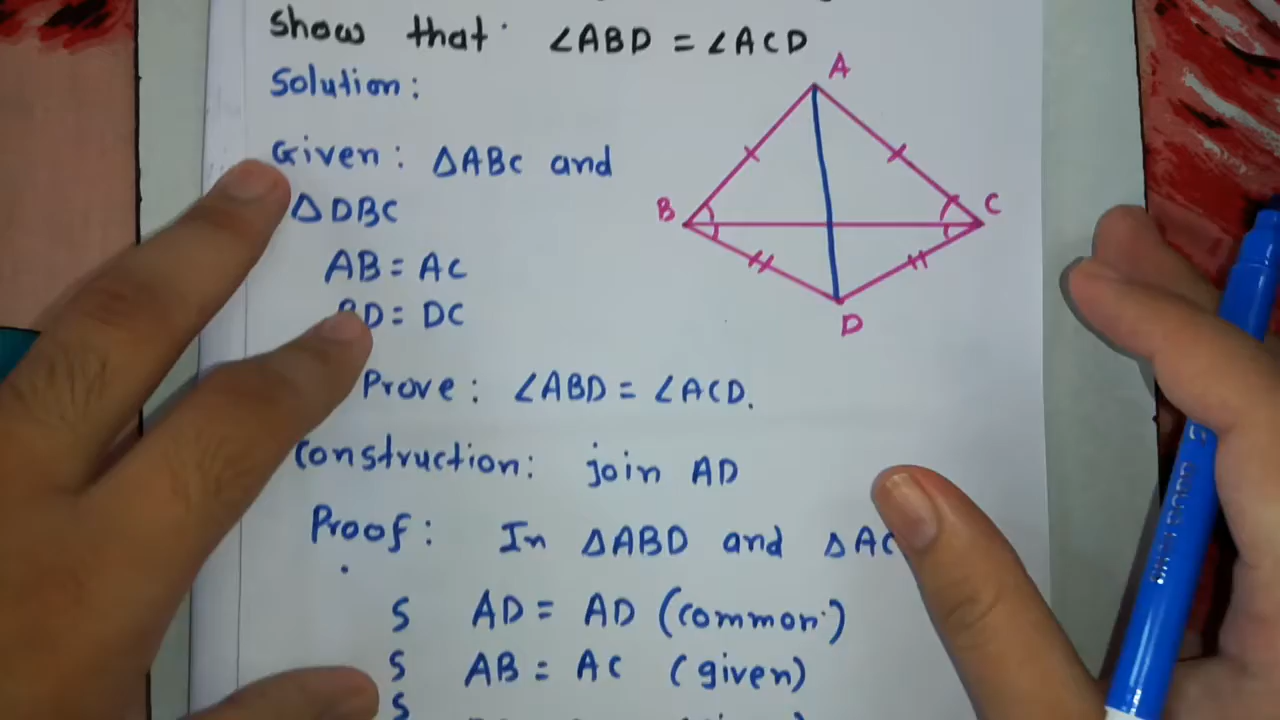 Show that ∠ABD = ∠ACD
Solution:
Given: ΔABC and
ΔDBC
AB = AC
BD = DC
Prove: ∠ABD = ∠ACD.
Construction: join AD
Proof: In ΔABD and ΔAC
S AD = AD (common)
S AB = AC (given)
S
A
B
C
D